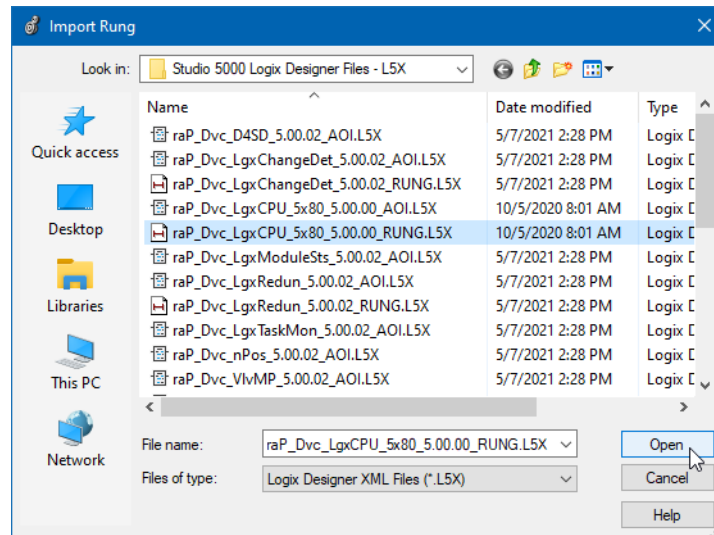 Import Rung
Look in: Studio 5000 Logix Designer Files - L5X
Quick access
Desktop
Libraries
This PC
Network
Name Date modified Type
raP_Dvc_D4SD_5.00.02_AOI.L5X 5/7/2021 2:28 PM Logix D
raP_Dvc_LgxChangeDet_5.00.02_AOI.L5X 5/7/2021 2:28 PM Logix D
raP_Dvc_LgxChangeDet_5.00.02_RUNG.L5X 5/7/2021 2:28 PM Logix D
raP_Dvc_LgxCPU_5x80_5.00.00_AOI.L5X 10/5/2020 8:01 AM Logix D
raP_Dvc_LgxCPU_5x80_5.00.00_RUNG.L5X 10/5/2020 8:01 AM Logix D
raP_Dvc_LgxModuleSts_5.00.02_AOI.L5X 5/7/2021 2:28 PM Logix D
raP_Dvc_LgxRedun_5.00.02_AOI.L5X 5/7/2021 2:28 PM Logix D
raP_Dvc_LgxRedun_5.00.02_RUNG.L5X 5/7/2021 2:28 PM Logix D
raP_Dvc_LgxTaskMon_5.00.02_AOI.L5X 5/7/2021 2:28 PM Logix D
raP_Dvc_nPos_5.00.02_AOI.L5X 5/7/2021 2:28 PM Logix D
raP_Dvc_VlvMP_5.00.02_AOI.L5X 5/7/2021 2:28 PM Logix D
File name: raP_Dvc_LgxCPU_5x80_5.00.00_RUNG.L5X Open
Files of type: Logix Designer XML Files (*.L5X) Cancel
Help